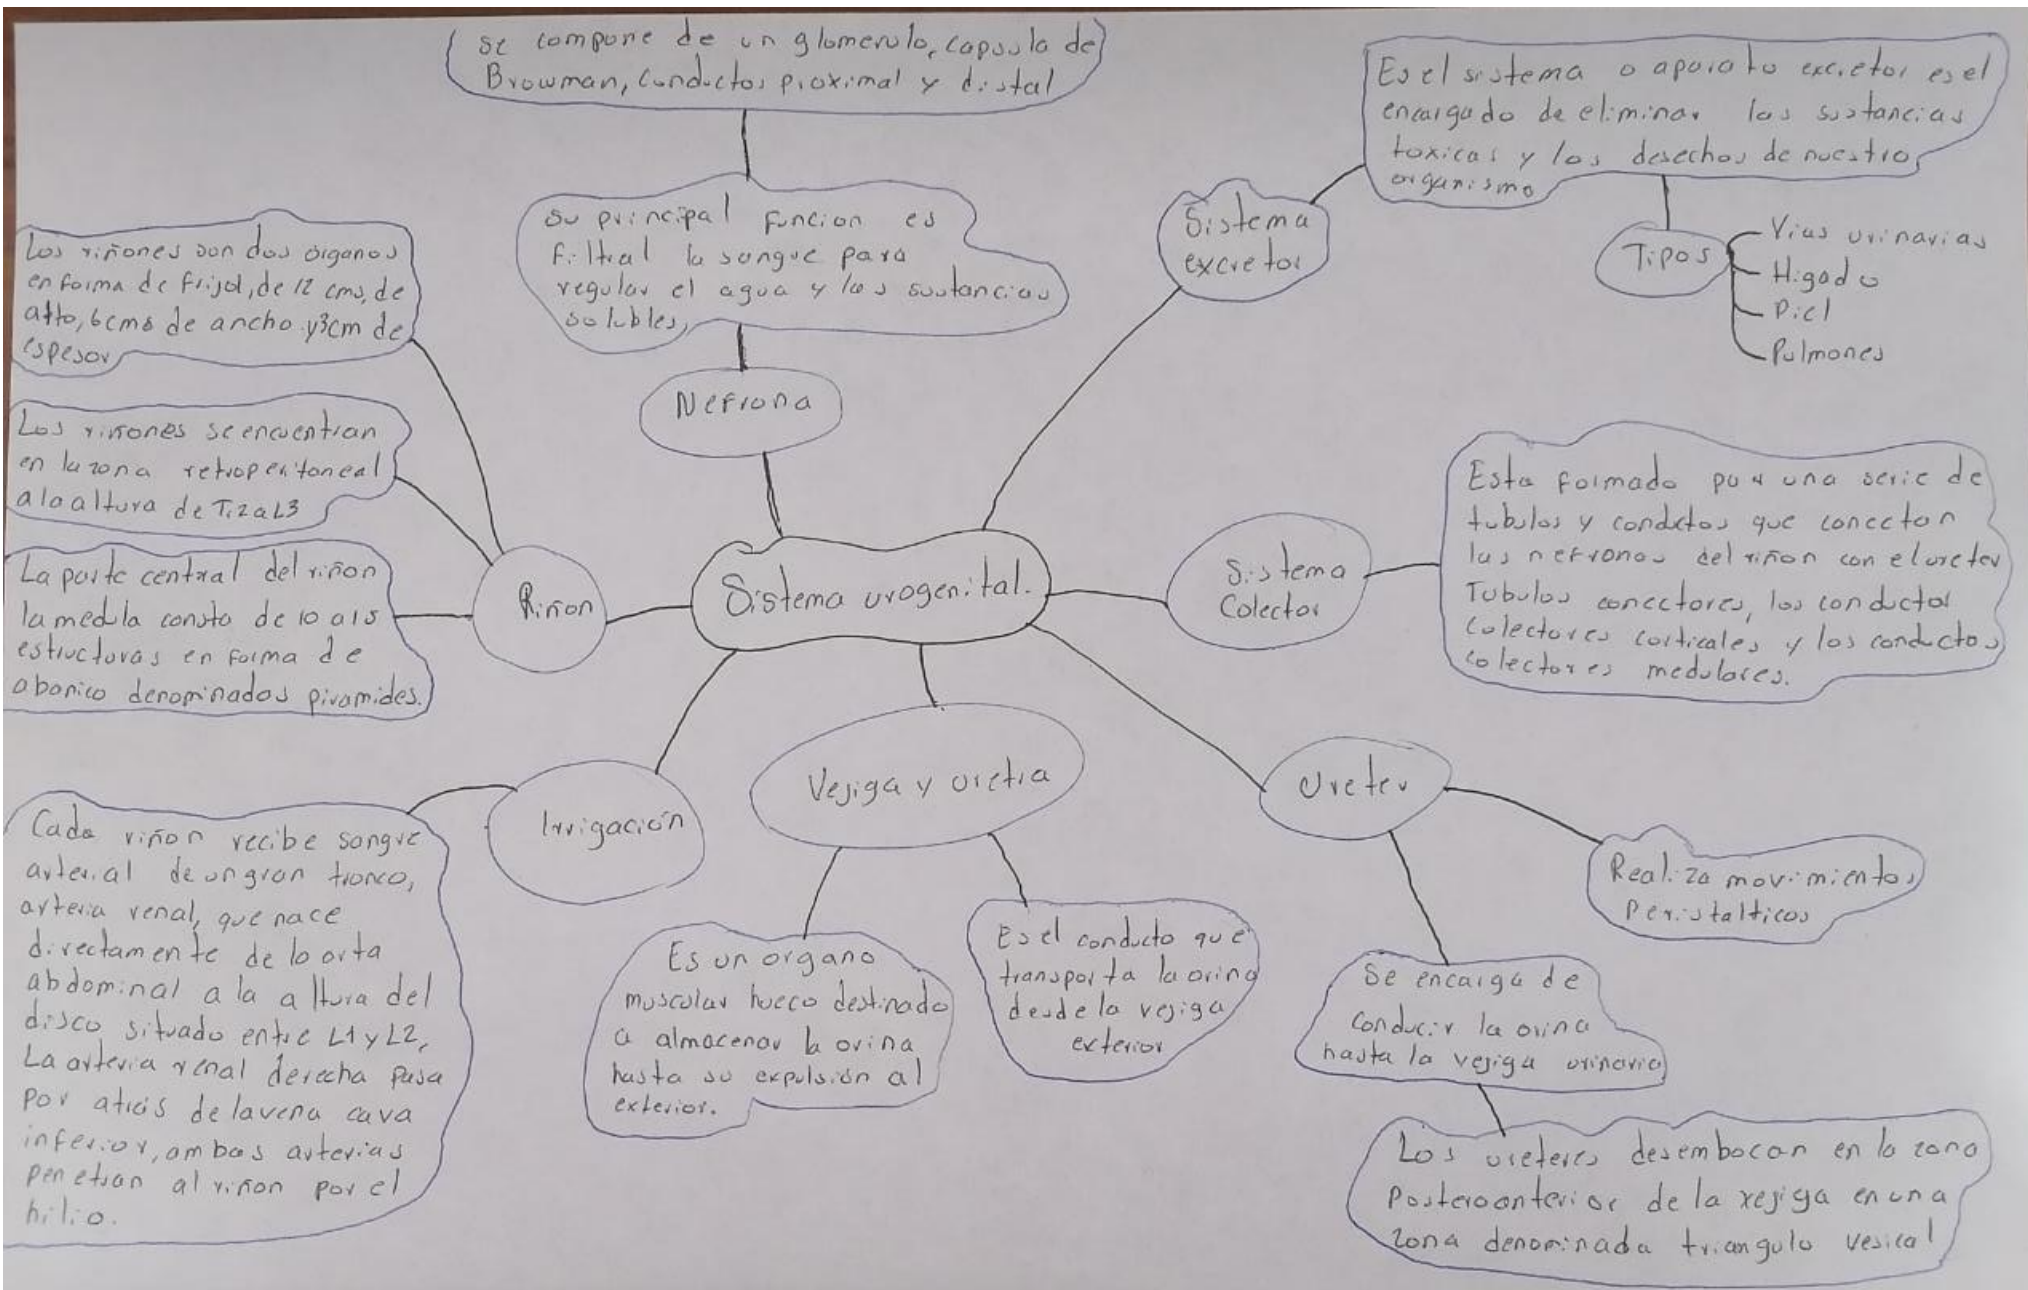 se compone de un glomerulo, capsula de
Browman, conductos proximal y distal
su principal funcion es
filtral la sangre para
regular el agua y las sustancias
solubles,
Nefrona
Es el sistema o aparato excretor es el
encargado de eliminar las sustancias
toxicas y los desechos de nuestro
organismo
Sistema
excretor
Tipos
Vias urinarias
Higado
Piel
Pulmones
Los riñones son dos organos
en forma de frijol, de 12 cms, de
alto, 6cms de ancho y 3cm de
espesor
Los riñones se encuentran
en la zona retroperitoneal
a la altura de T12 a L3
La parte central del riñon
la medula consta de 10 a 15
estructuras en forma de
abanico denominados piramides.
Riñon
Sistema urogenital.
Sistema
Colector
Esta formado por una serie de
tubulos y conductos que conectan
las nefronas del riñon con el ureter
Tubulos conectores, los conductos
colectores corticales y los conductos
colectores medulares.
Irrigación
Cada riñon recibe sangre
arterial de un gran tronco,
arteria renal, que nace
directamente de la orta
abdominal a la altura del
disco situado entre L1 y L2,
La arteria renal derecha pasa
por atras de la vena cava
inferior, ambas arterias
penetran al riñon por el
hilio.
Vejiga y uretra
Es un organo
muscular hueco destinado
a almacenar la orina
hasta su expulsión al
exterior.
Es el conducto que
transporta la orina
desde la vejiga
exterior
Ureter
Realiza movimientos
peristalticos
Se encarga de
conducir la orina
hasta la vejiga urinaria
Los ureteres desembocan en la zona
posteroanterior de la vejiga en una
zona denominada triangulo vesical